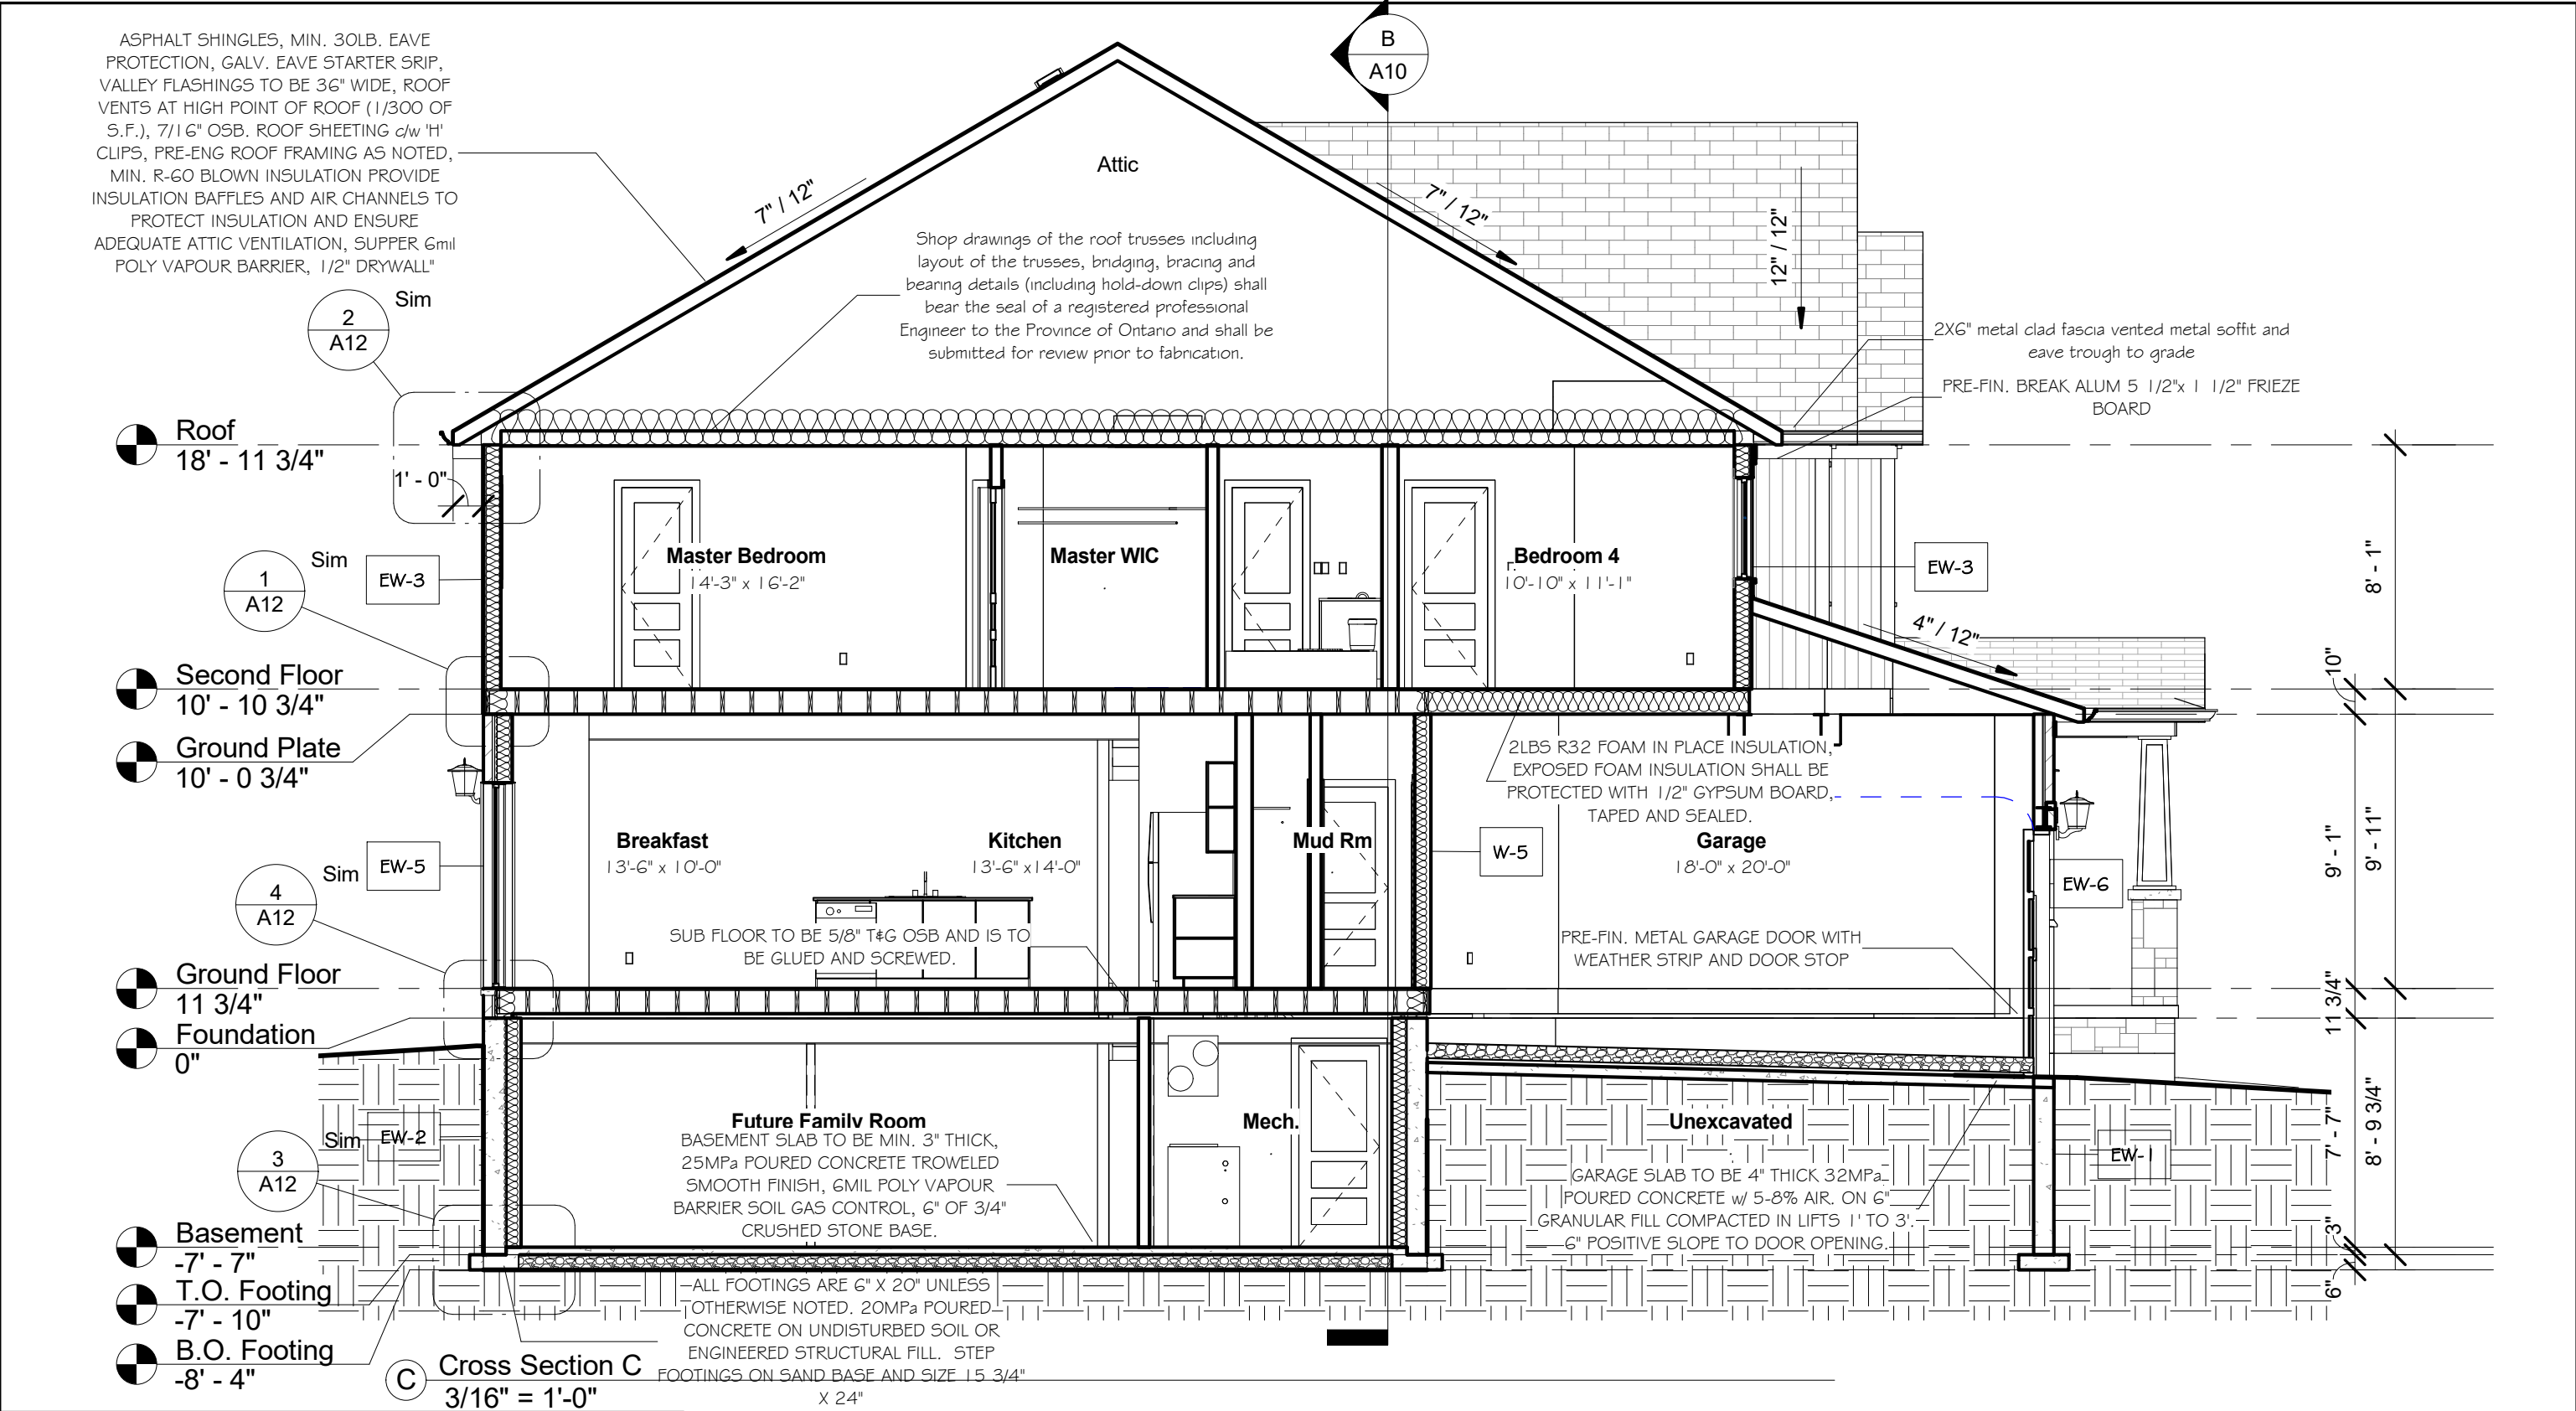 ASPHALT SHINGLES, MIN. 30LB. EAVE
PROTECTION, GALV. EAVE STARTER SRIP,
VALLEY FLASHINGS TO BE 36" WIDE, ROOF
VENTS AT HIGH POINT OF ROOF (1/300 OF
S.F.), 7/16" OSB. ROOF SHEETING c/w 'H'
CLIPS, PRE-ENG ROOF FRAMING AS NOTED,
MIN. R-60 BLOWN INSULATION PROVIDE
INSULATION BAFFLES AND AIR CHANNELS TO
PROTECT INSULATION AND ENSURE
ADEQUATE ATTIC VENTILATION, SUPPER 6mil
POLY VAPOUR BARRIER, 1/2" DRYWALL"
B
A10
Attic
7" / 12"
7" / 12"
12" / 12"
Shop drawings of the roof trusses including
layout of the trusses, bridging, bracing and
bearing details (including hold-down clips) shall
bear the seal of a registered professional
Engineer to the Province of Ontario and shall be
submitted for review prior to fabrication.
2X6" metal clad fascia vented metal soffit and
eave trough to grade
PRE-FIN. BREAK ALUM 5 1/2"x 1 1/2" FRIEZE
BOARD
2
A12
Sim
Roof
18' - 11 3/4"
1' - 0"
1
A12
Sim
EW-3
Master Bedroom
14'-3" x 16'-2"
Master WIC
Bedroom 4
10'-10" x 11'-1"
EW-3
8' - 1"
4" / 12"
Second Floor
10' - 10 3/4"
10"
Ground Plate
10' - 0 3/4"
2LBS R32 FOAM IN PLACE INSULATION,
EXPOSED FOAM INSULATION SHALL BE
PROTECTED WITH 1/2" GYPSUM BOARD,
TAPED AND SEALED.
4
A12
Sim
EW-5
Breakfast
13'-6" x 10'-0"
Kitchen
13'-6" x14'-0"
Mud Rm
W-5
Garage
18'-0" x 20'-0"
EW-6
9' - 1"
9' - 11"
SUB FLOOR TO BE 5/8" T&G OSB AND IS TO
BE GLUED AND SCREWED.
PRE-FIN. METAL GARAGE DOOR WITH
WEATHER STRIP AND DOOR STOP
Ground Floor
11 3/4"
11 3/4"
Foundation
0"
3
A12
Sim
EW-2
Future Family Room
BASEMENT SLAB TO BE MIN. 3" THICK,
25MPa POURED CONCRETE TROWELED
SMOOTH FINISH, 6MIL POLY VAPOUR
BARRIER SOIL GAS CONTROL, 6" OF 3/4"
CRUSHED STONE BASE.
Mech.
Unexcavated
GARAGE SLAB TO BE 4" THICK 32MPa
POURED CONCRETE w/ 5-8% AIR. ON 6"
GRANULAR FILL COMPACTED IN LIFTS 1' TO 3'.
6" POSITIVE SLOPE TO DOOR OPENING.
EW-1
7' - 7"
8' - 9 3/4"
3"
6"
Basement
-7' - 7"
T.O. Footing
-7' - 10"
B.O. Footing
-8' - 4"
ALL FOOTINGS ARE 6" X 20" UNLESS
OTHERWISE NOTED. 20MPa POURED
CONCRETE ON UNDISTURBED SOIL OR
ENGINEERED STRUCTURAL FILL. STEP
FOOTINGS ON SAND BASE AND SIZE 15 3/4"
X 24"
C
Cross Section C
3/16" = 1'-0"